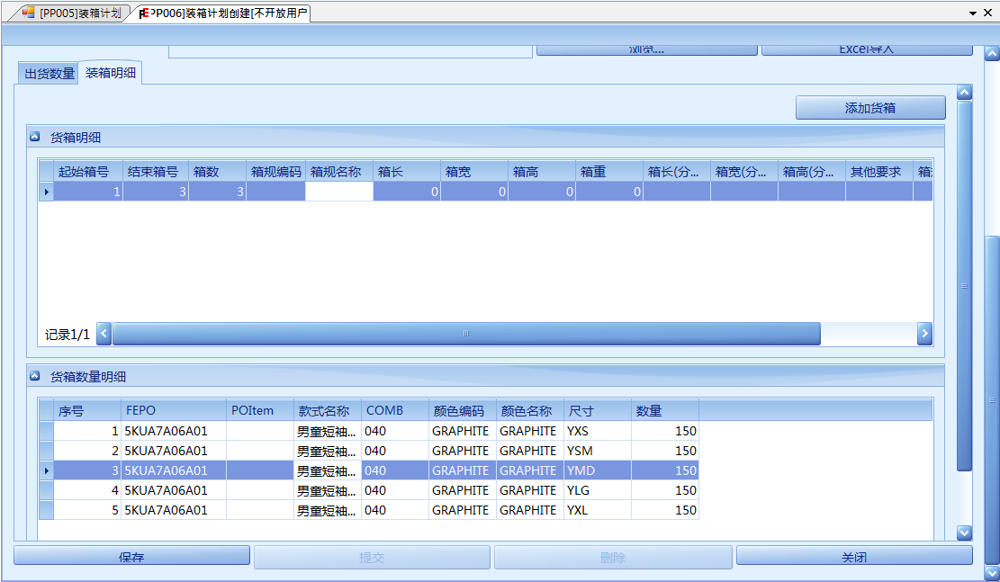 [PP005]装箱计划 PP006]装箱计划创建[不开放用户
浏览... Excel导入
出货数量 装箱明细
添加货箱
货箱明细
起始箱号 结束箱号 箱数 箱规编码 箱规名称 箱长 箱宽 箱高 箱重 箱长(分... 箱宽(分... 箱高(分... 其他要求
1 3 3 0 0 0 0
记录1/1
货箱数量明细
序号 FEPO POItem 款式名称 COMB 颜色编码 颜色名称 尺寸 数量
1 5KUA7A06A01 男童短袖... 040 GRAPHITE GRAPHITE YXS 150
2 5KUA7A06A01 男童短袖... 040 GRAPHITE GRAPHITE YSM 150
3 5KUA7A06A01 男童短袖... 040 GRAPHITE GRAPHITE YMD 150
4 5KUA7A06A01 男童短袖... 040 GRAPHITE GRAPHITE YLG 150
5 5KUA7A06A01 男童短袖... 040 GRAPHITE GRAPHITE YXL 150
保存 提交 删除 关闭